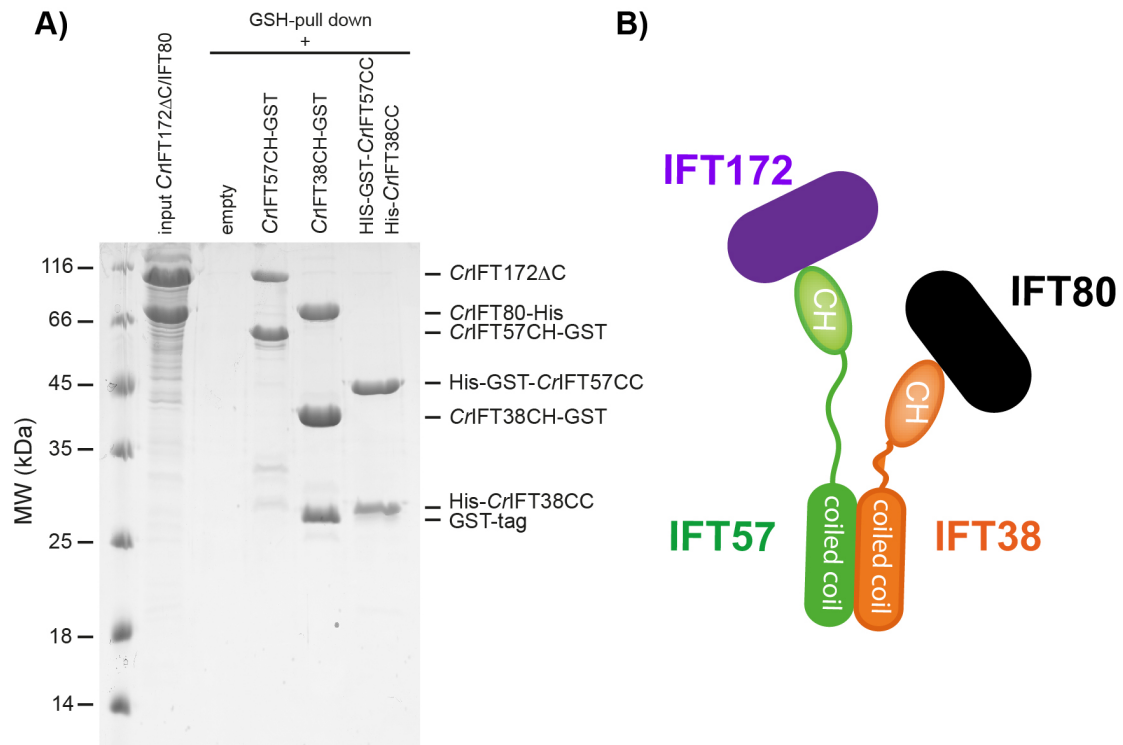 A)
GSH-pull down
+
input CrIFT172ΔC/IFT80
empty
CrIFT57CH-GST
CrIFT38CH-GST
HIS-GST-CrIFT57CC
His-CrIFT38CC
MW (kDa)
116
66
45
35
25
18
14
CrIFT172ΔC
CrIFT80-His
CrIFT57CH-GST
His-GST-CrIFT57CC
CrIFT38CH-GST
His-CrIFT38CC
GST-tag
B)
IFT172
IFT80
CH
CH
IFT57
coiled coil
coiled coil
IFT38